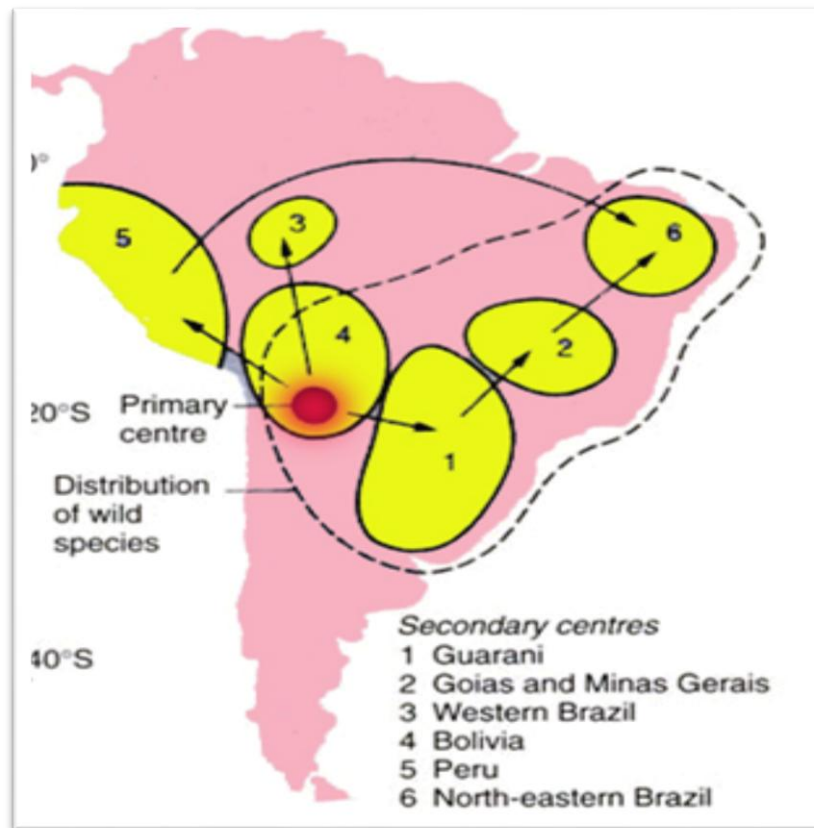 0°
5
3
6
4
2
20°S
Primary
centre
1
Distribution
of wild
species
Secondary centres
40°S
1 Guarani
2 Goias and Minas Gerais
3 Western Brazil
4 Bolivia
5 Peru
6 North-eastern Brazil